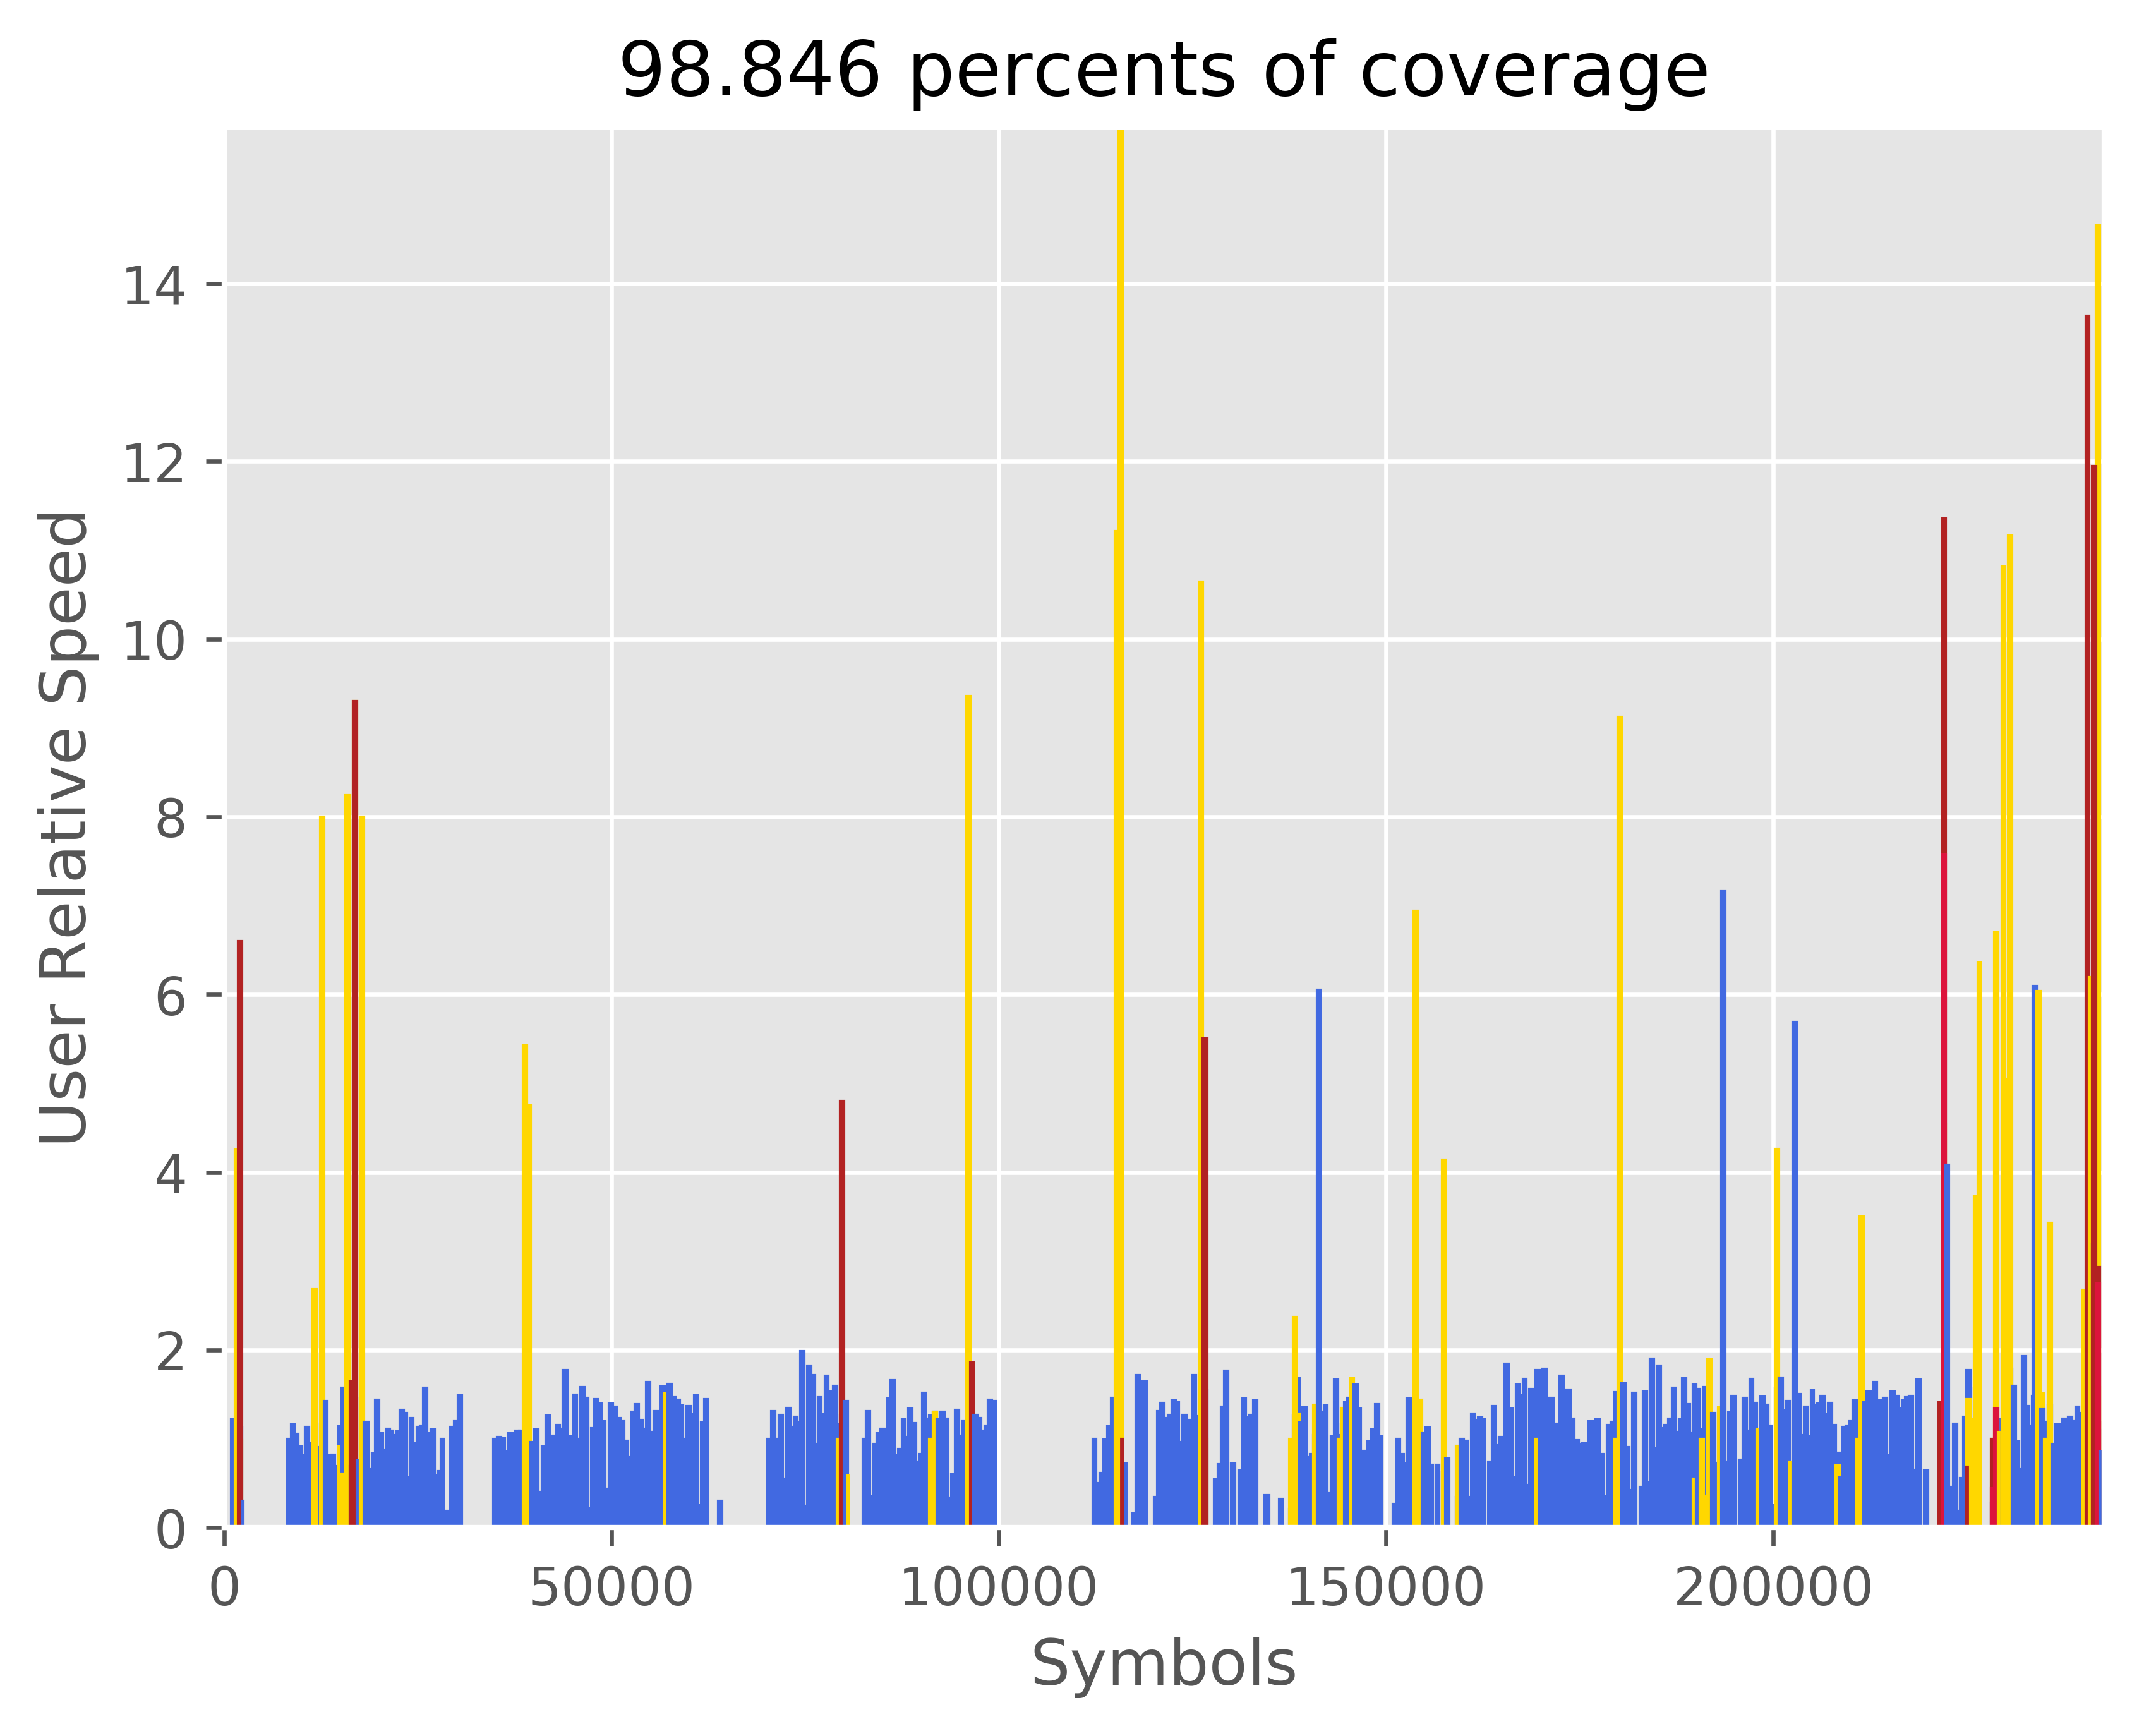 98.846 percents of coverage
User Relative Speed
14
12
10
8
6
4
2
0
0 50000 100000 150000 200000
Symbols